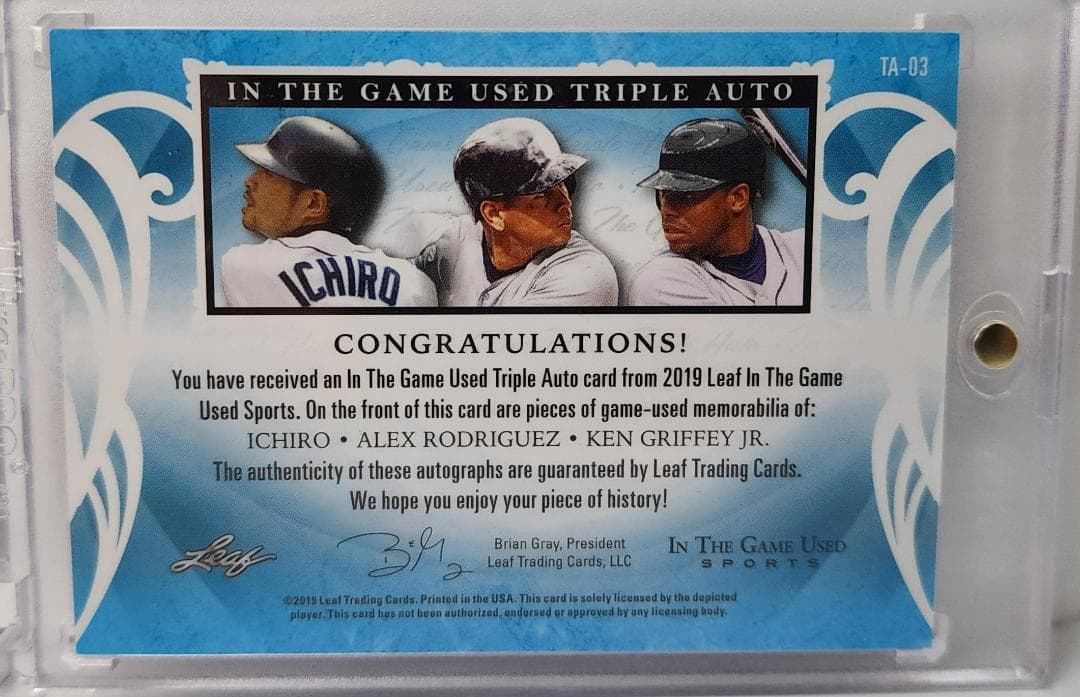 TA-03
IN THE GAME USED TRIPLE AUTO
ICHIRO
CONGRATULATIONS!
You have received an In The Game Used Triple Auto card from 2019 Leaf In The Game
Used Sports. On the front of this card are pieces of game-used memorabilia of:
ICHIRO • ALEX RODRIGUEZ • KEN GRIFFEY JR.
The authenticity of these autographs are guaranteed by Leaf Trading Cards.
We hope you enjoy your piece of history!
Leaf
Brian Gray, President
Leaf Trading Cards, LLC
IN THE GAME USED
SPORTS
©2019 Leaf Trading Cards. Printed in the USA. This card is solely licensed by the depicted
player. This card has not been authorized, endorsed or approved by any licensing body.